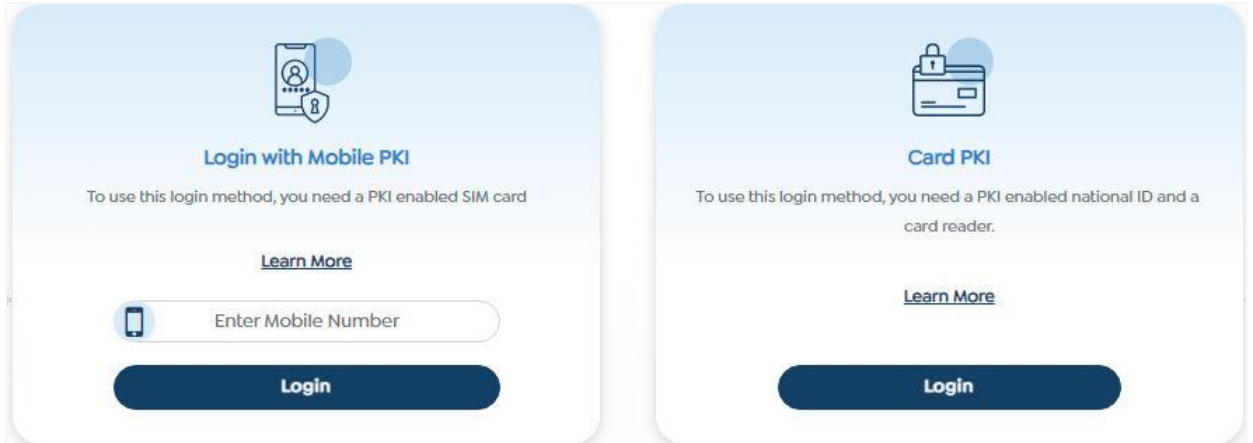 Login with Mobile PKI
To use this login method, you need a PKI enabled SIM card
Learn More
Enter Mobile Number
Login
Card PKI
To use this login method, you need a PKI enabled national ID and a
card reader.
Learn More
Login